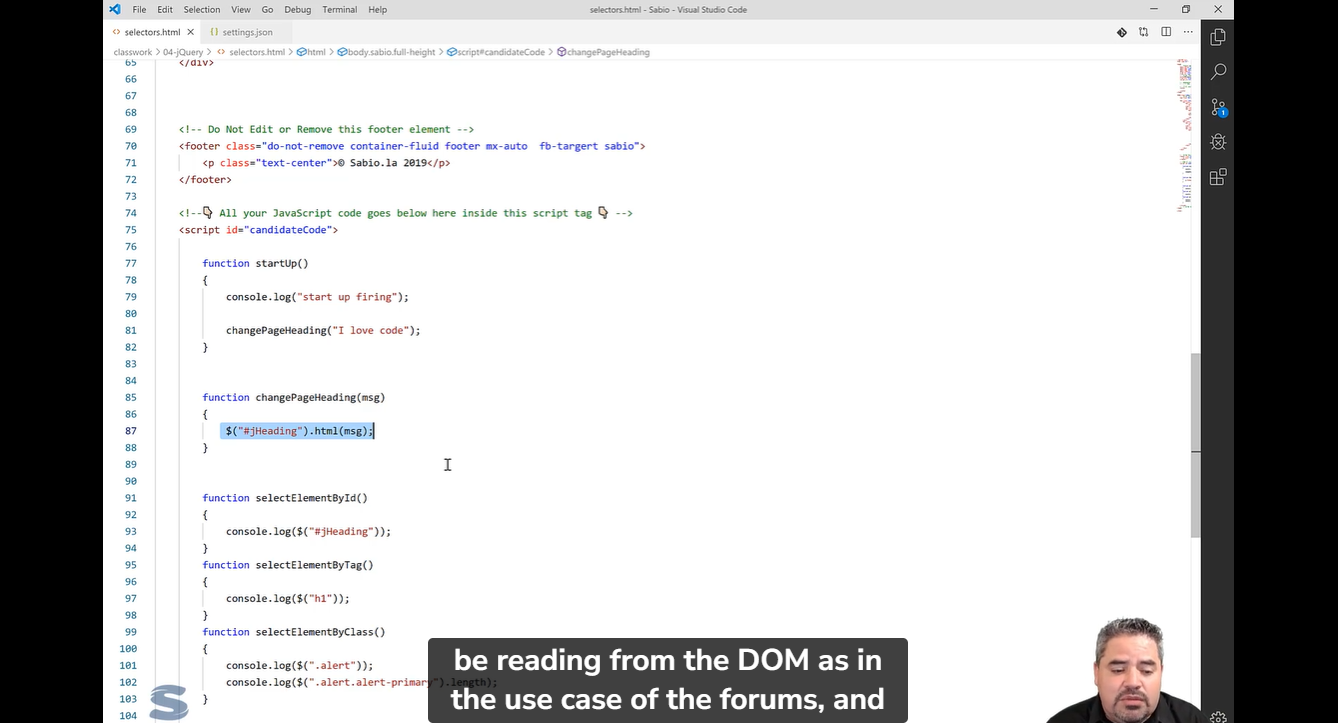 File Edit Selection View Go Debug Terminal Help selectors.html - Sabio - Visual Studio Code
selectors.html settings.json
classwork > 04-jQuery > selectors.html > html > body.sabio.full-height > script#candidateCode > changePageHeading
65 </div>
66
67
68
69 <!-- Do Not Edit or Remove this footer element -->
70 <footer class="do-not-remove container-fluid footer mx-auto  fb-targert sabio">
71 <p class="text-center">© Sabio.la 2019</p>
72 </footer>
73
74 <!--👇 All your JavaScript code goes below here inside this script tag 👇 -->
75 <script id="candidateCode">
76
77 function startUp()
78 {
79 console.log("start up firing");
80
81 changePageHeading("I love code");
82 }
83
84
85 function changePageHeading(msg)
86 {
87 $("#jHeading").html(msg);
88 }
89
90
91 function selectElementById()
92 {
93 console.log($("#jHeading"));
94 }
95 function selectElementByTag()
96 {
97 console.log($("h1"));
98 }
99 function selectElementByClass()
100 {
101 console.log($(".alert"));
102 console.log($(".alert.alert-primary").length);
103 }
104
be reading from the DOM as in
the use case of the forums, and
1
S